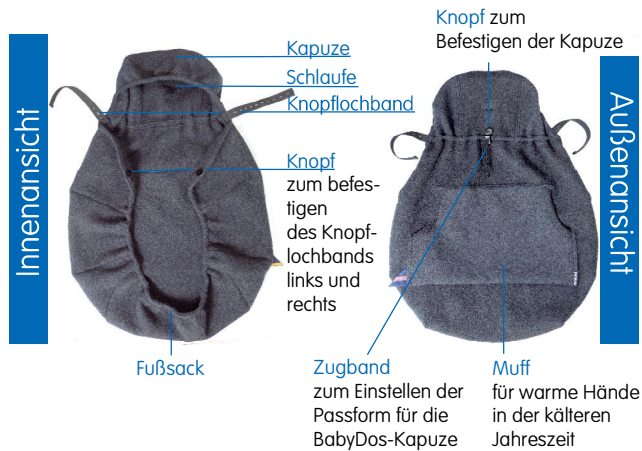 Innenansicht
Kapuze
Schlaufe
Knopflochband
Knopf
zum befes-
tigen
des Knopf-
lochbands
links und
rechts
Fußsack
Knopf zum
Befestigen der Kapuze
Außenansicht
Zugband
zum Einstellen der
Passform für die
BabyDos-Kapuze
Muff
für warme Hände
in der kälteren
Jahreszeit